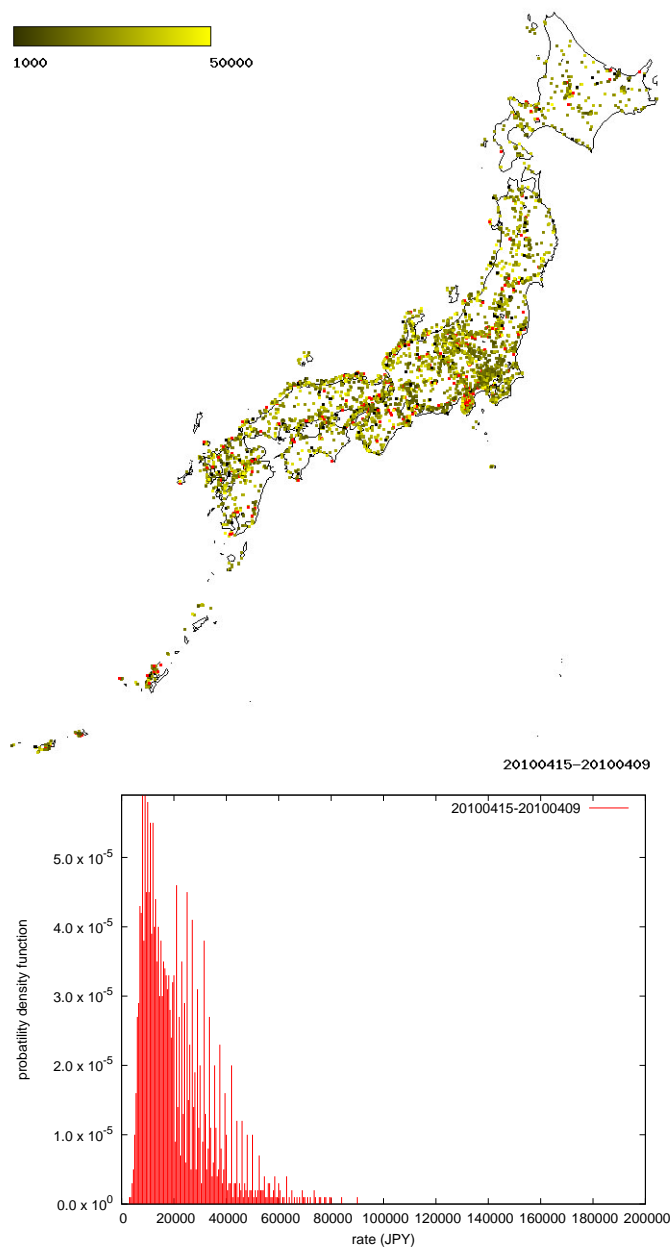 1000 50000
20100415-20100409
20100415-20100409
5.0 x 10-5
4.0 x 10-5
3.0 x 10-5
2.0 x 10-5
1.0 x 10-5
0.0 x 100
probatility density function
0 20000 40000 60000 80000 100000 120000 140000 160000 180000 200000
rate (JPY)